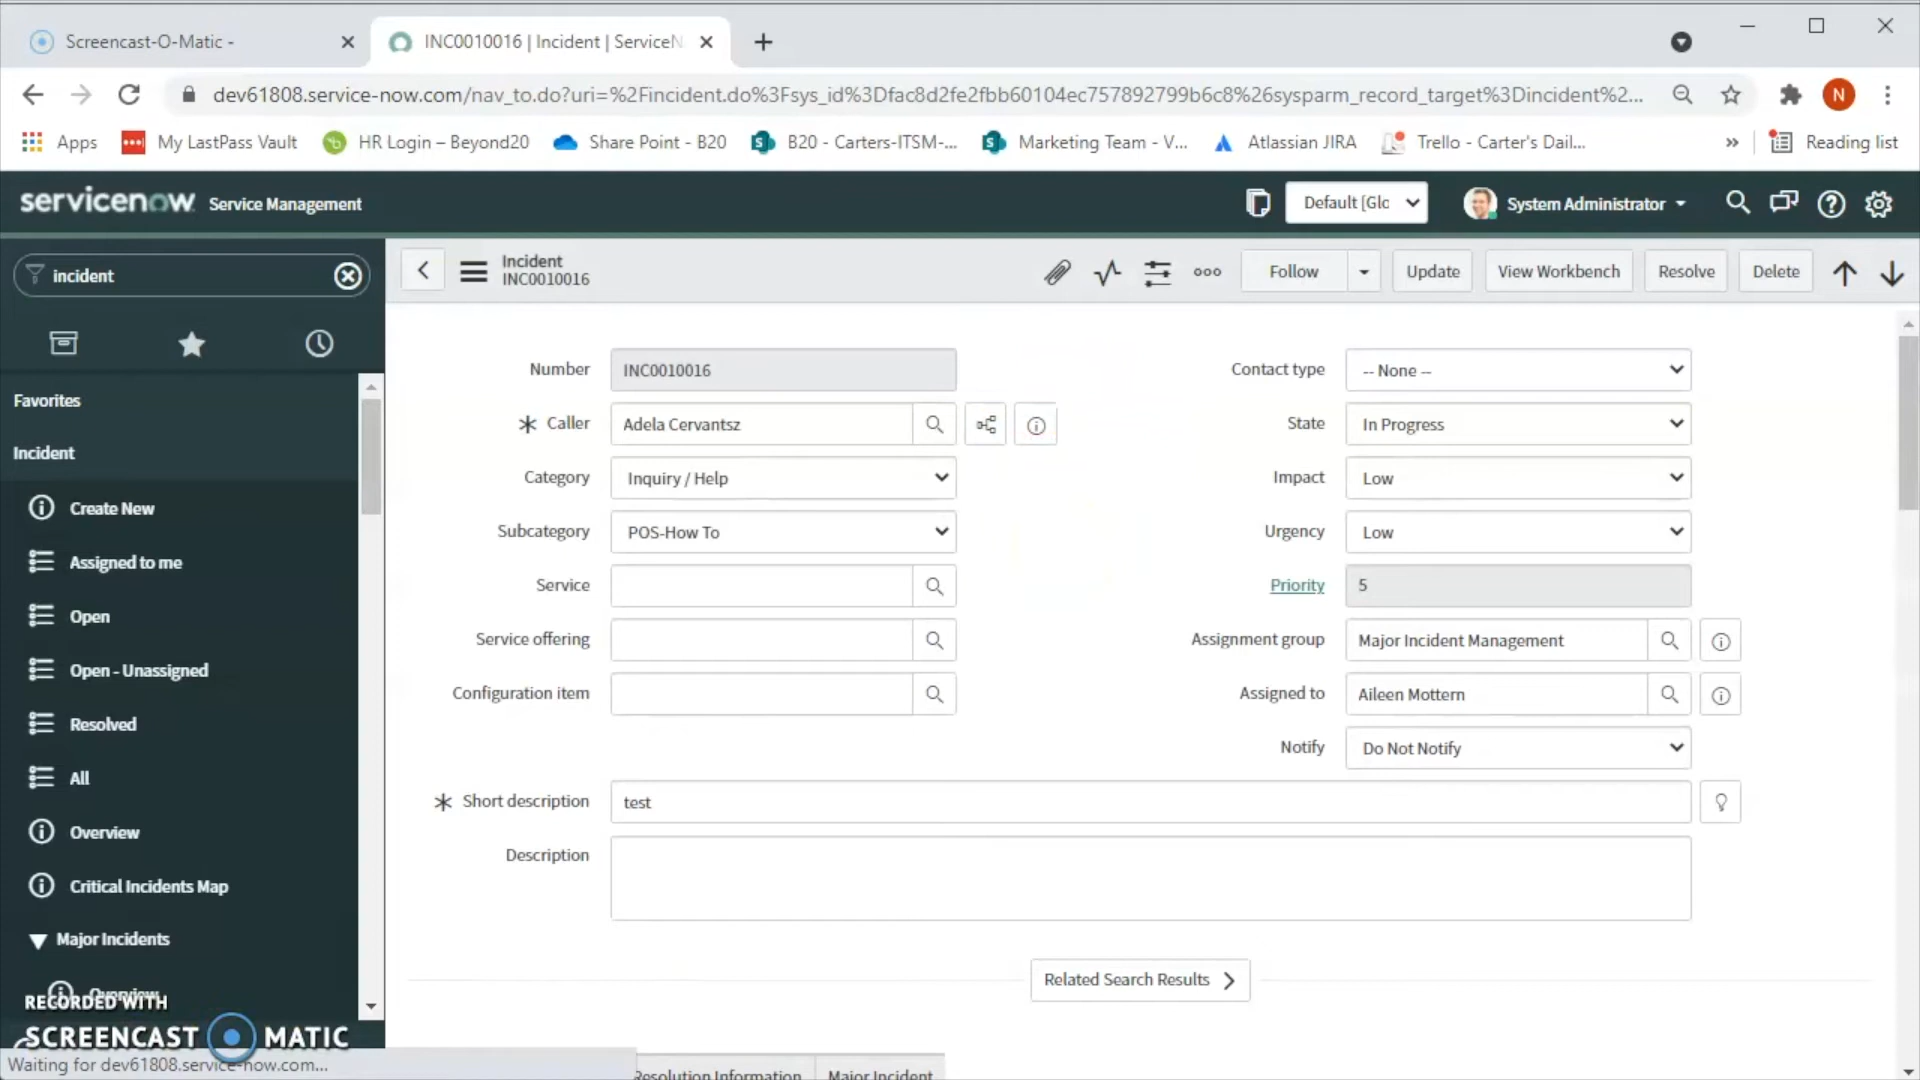 Screencast-O-Matic -
INC0010016 | Incident | ServiceN
dev61808.service-now.com/nav_to.do?uri=%2Fincident.do%3Fsys_id%3Dfac8d2fe2fbb60104ec757892799b6c8%26sysparm_record_target%3Dincident%2...
N
Apps
My LastPass Vault
HR Login – Beyond20
Share Point - B20
B20 - Carters-ITSM-...
Marketing Team - V...
Atlassian JIRA
Trello - Carter's Dail...
»
Reading list
servicenow Service Management
Default [Glo
System Administrator
incident
Incident
INC0010016
Follow
Update
View Workbench
Resolve
Delete
Favorites
Incident
Create New
Assigned to me
Open
Open - Unassigned
Resolved
All
Overview
Critical Incidents Map
Major Incidents
Overview
Number INC0010016
Caller Adela Cervantsz
Category Inquiry / Help
Subcategory POS-How To
Service
Service offering
Configuration item
Contact type -- None --
State In Progress
Impact Low
Urgency Low
Priority 5
Assignment group Major Incident Management
Assigned to Aileen Mottern
Notify Do Not Notify
Short description test
Description
Related Search Results
Resolution Information
Major Incident
RECORDED WITH
SCREENCAST MATIC
Waiting for dev61808.service-now.com...